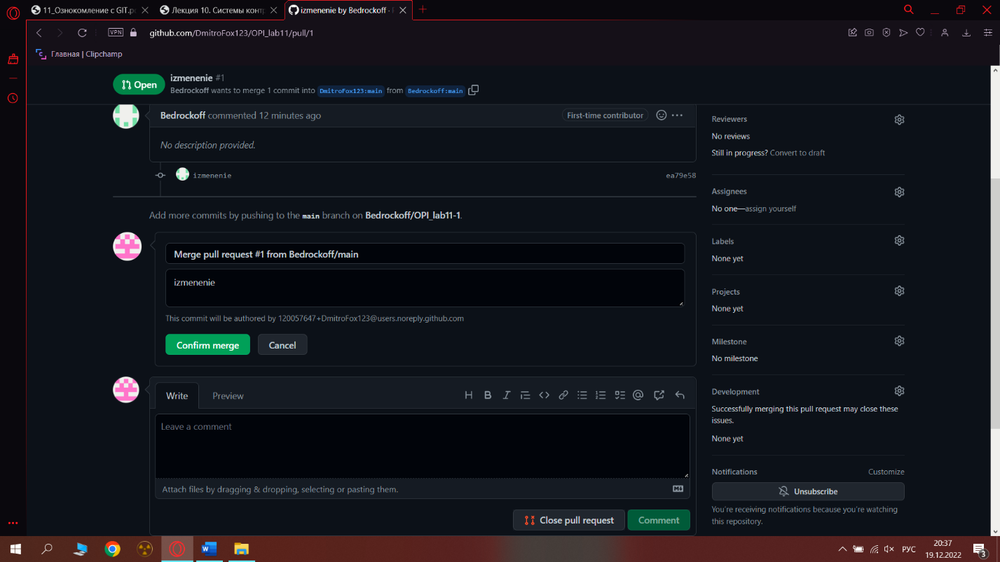 11_Ознокомление с GIT.p
Лекция 10. Системы конт
izmenenie by Bedrockoff ·
VPN
github.com/DmitroFox123/OPI_lab11/pull/1
Главная | Clipchamp
Open
izmenenie #1
Bedrockoff wants to merge 1 commit into DmitroFox123:main from Bedrockoff:main
Bedrockoff commented 12 minutes ago
First-time contributor
No description provided.
izmenenie
ea79e58
Add more commits by pushing to the main branch on Bedrockoff/OPI_lab11-1.
Merge pull request #1 from Bedrockoff/main
izmenenie
This commit will be authored by 120057647+DmitroFox123@users.noreply.github.com
Confirm merge
Cancel
Write
Preview
Leave a comment
Attach files by dragging & dropping, selecting or pasting them.
Close pull request
Comment
Reviewers
No reviews
Still in progress? Convert to draft
Assignees
No one—assign yourself
Labels
None yet
Projects
None yet
Milestone
No milestone
Development
Successfully merging this pull request may close these
issues.
None yet
Notifications
Customize
Unsubscribe
You're receiving notifications because you're watching
this repository.
РУС
20:37
19.12.2022
3